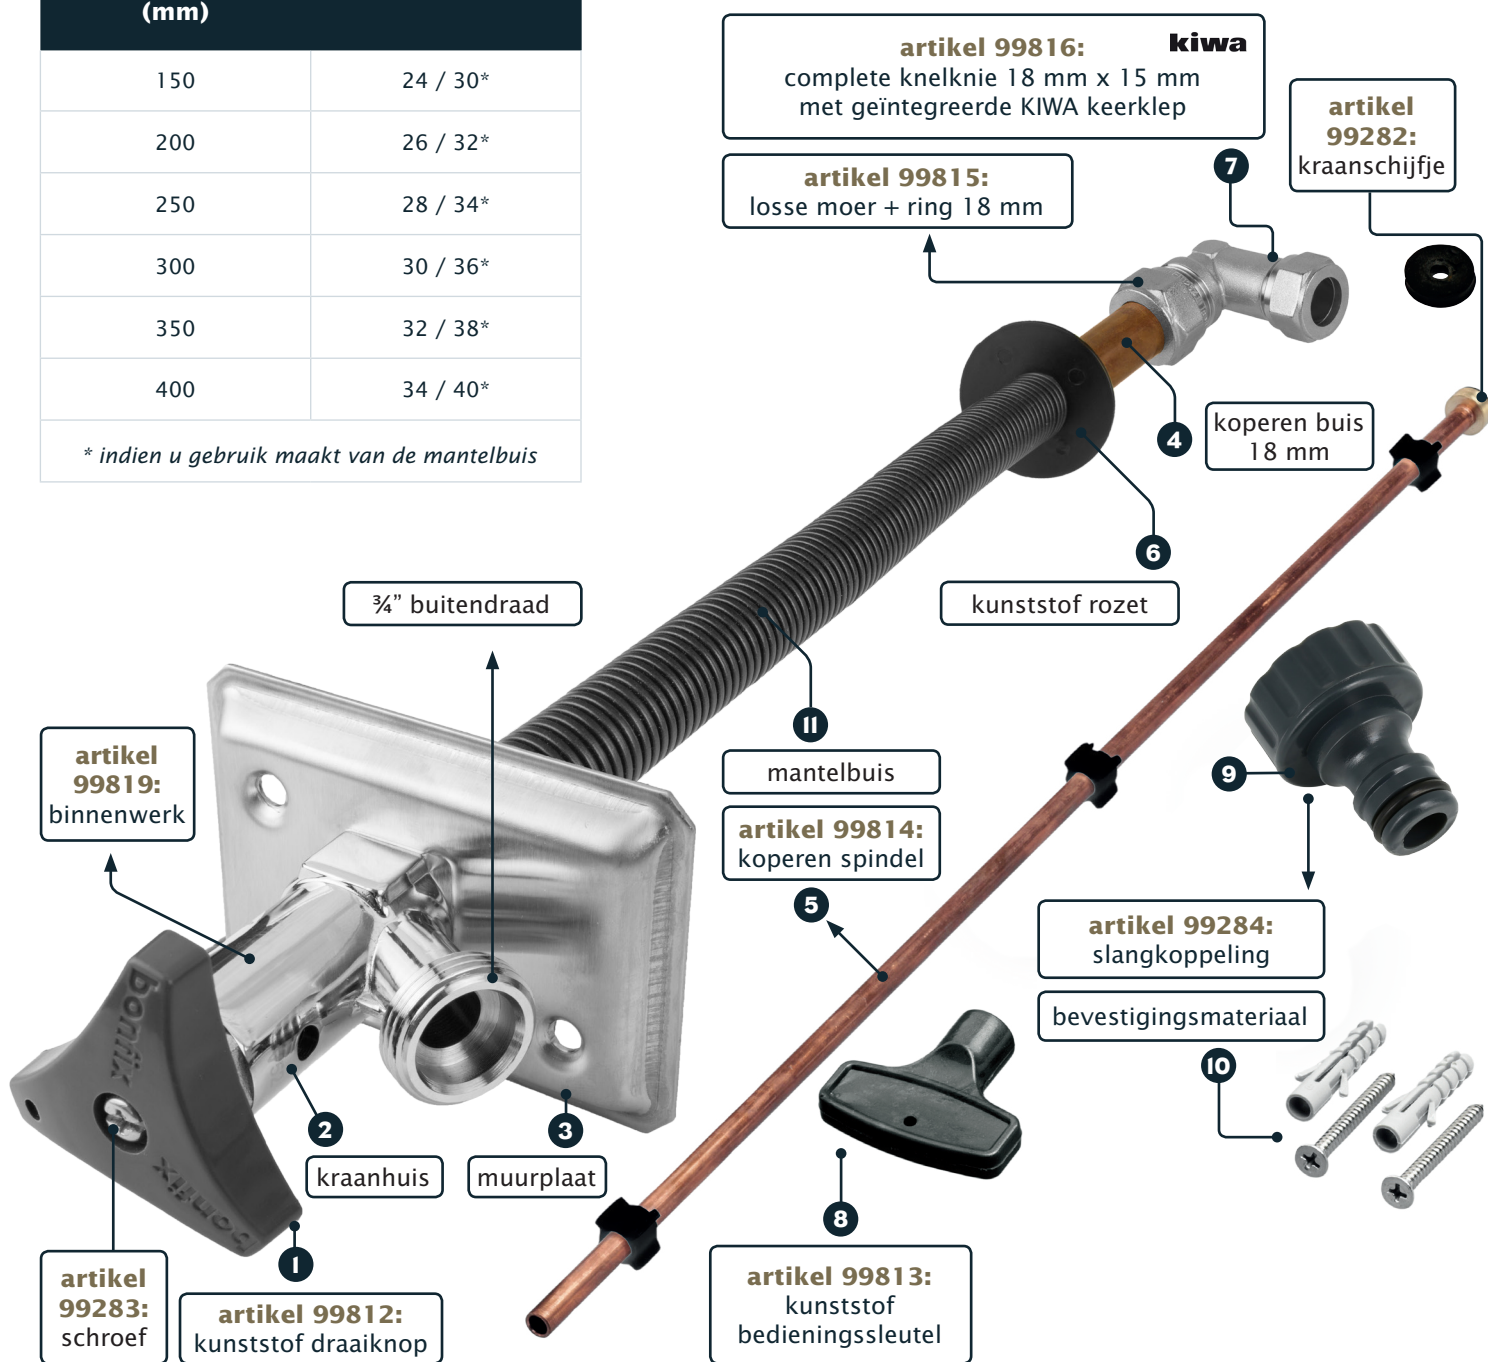 (mm)
150 24 / 30*
200 26 / 32*
250 28 / 34*
300 30 / 36*
350 32 / 38*
400 34 / 40*
* indien u gebruik maakt van de mantelbuis
artikel 99816:
kiwa
complete knelknie 18 mm x 15 mm
met geïntegreerde KIWA keerklep
artikel
99282:
kraanschijfje
7
artikel 99815:
losse moer + ring 18 mm
4
koperen buis
18 mm
6
kunststof rozet
¾” buitendraad
11
mantelbuis
artikel
99819:
binnenwerk
artikel 99814:
koperen spindel
5
9
artikel 99284:
slangkoppeling
bevestigingsmateriaal
10
bonfix
bonfix
2
kraanhuis
3
muurplaat
8
artikel 99813:
kunststof
bedieningssleutel
1
artikel
99283:
schroef
artikel 99812:
kunststof draaiknop